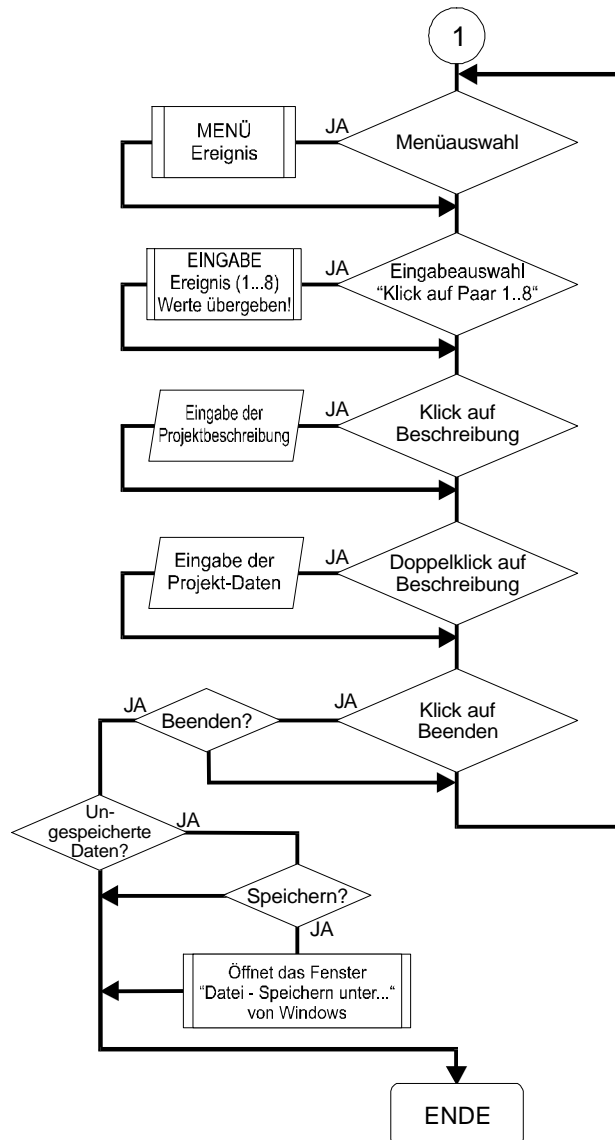 1
MENÜ
Ereignis
JA
Menüauswahl
EINGABE
Ereignis (1...8)
Werte übergeben!
JA
Eingabeauswahl
“Klick auf Paar 1..8“
Eingabe der
Projektbeschreibung
JA
Klick auf
Beschreibung
Eingabe der
Projekt-Daten
JA
Doppelklick auf
Beschreibung
JA
Beenden?
JA
Klick auf
Beenden
Un-
gespeicherte
Daten?
JA
Speichern?
JA
Öffnet das Fenster
“Datei - Speichern unter...“
von Windows
ENDE